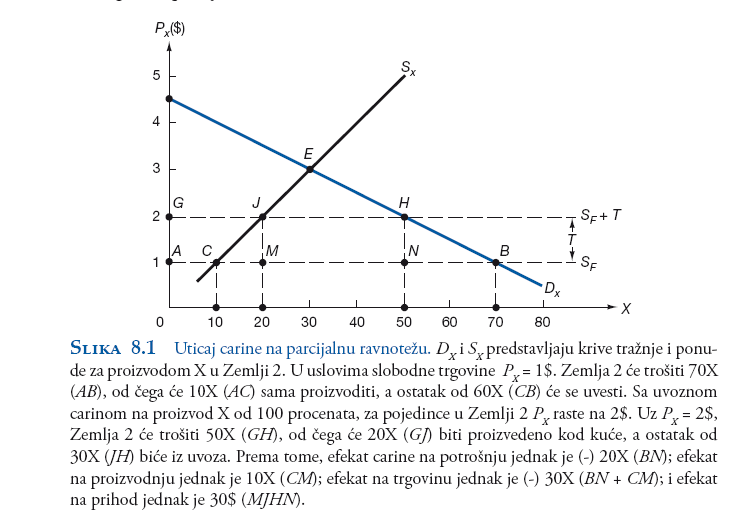 Pₓ($)
5
Sₓ
4
E
3
G
J
H
2
S_F + T
T
A
C
M
N
B
1
S_F
Dₓ
X
0
10
20
30
40
50
60
70
80
SLIKA 8.1 Uticaj carine na parcijalnu ravnotežu. Dₓ i Sₓ predstavljaju krive tražnje i ponu-
de za proizvodom X u Zemlji 2. U uslovima slobodne trgovine Pₓ = 1$. Zemlja 2 će trošiti 70X
(AB), od čega će 10X (AC) sama proizvoditi, a ostatak od 60X (CB) će se uvesti. Sa uvoznom
carinom na proizvod X od 100 procenata, za pojedince u Zemlji 2 Pₓ raste na 2$. Uz Pₓ = 2$,
Zemlja 2 će trošiti 50X (GH), od čega će 20X (GJ) biti proizvedeno kod kuće, a ostatak od
30X (JH) biće iz uvoza. Prema tome, efekat carine na potrošnju jednak je (-) 20X (BN); efekat
na proizvodnju jednak je 10X (CM); efekat na trgovinu jednak je (-) 30X (BN + CM); i efekat
na prihod jednak je 30$ (MJHN).